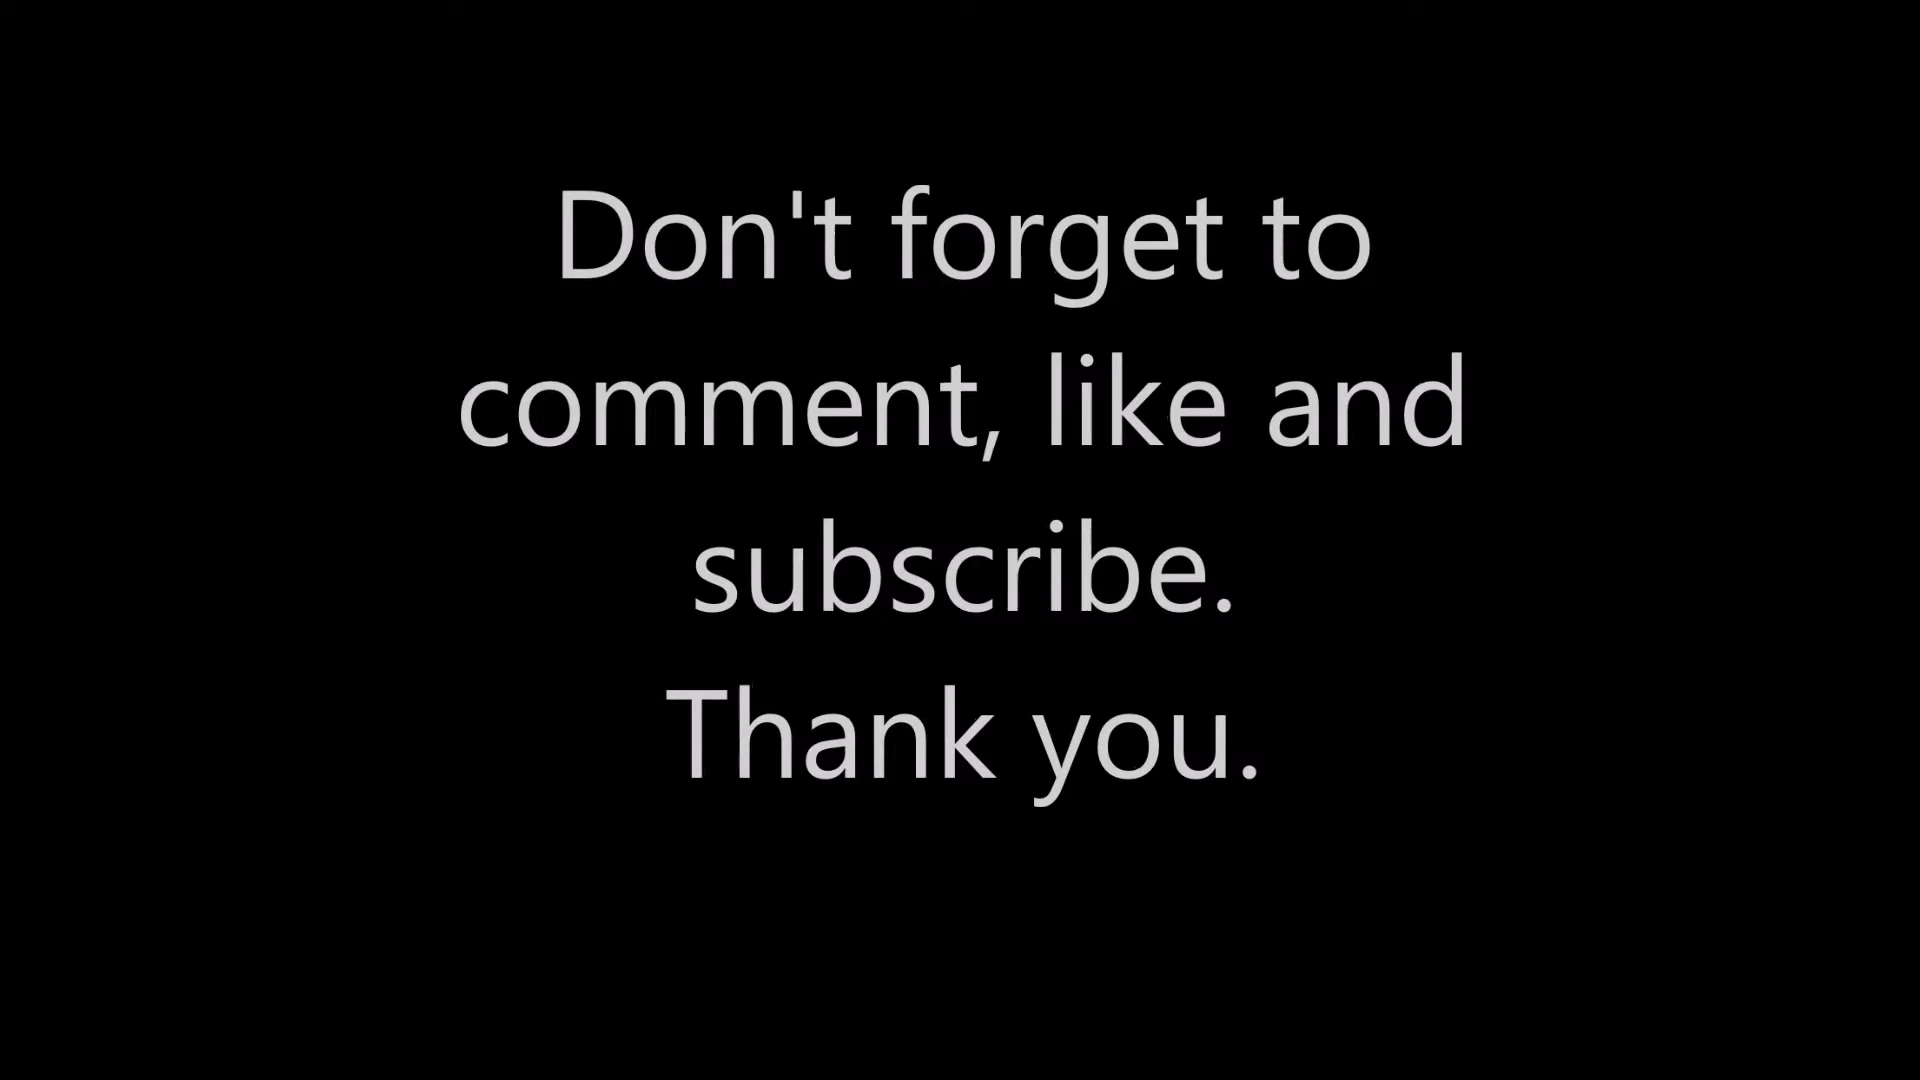 Don't forget to
comment, like and
subscribe.
Thank you.